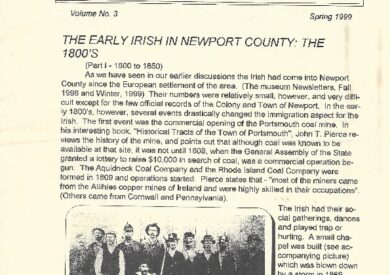 Volume No. 3 Spring 1999
THE EARLY IRISH IN NEWPORT COUNTY: THE
1800'S
(Part I - 1800 to 1850)
As we have seen in our earlier discussions the Irish had come into Newport
County since the European settlement of the area. (The museum Newsletters, Fall
1998 and Winter, 1999) Their numbers were relatively small, however, and very diffi-
cult except for the few official records of the Colony and Town of Newport. In the ear-
ly 1800's, however, several events drastically changed the immigration aspect for the
Irish. The first event was the commercial opening of the Portsmouth Coal mine. In
his interesting book, "Historical Tracts of the Town of Portsmouth", John T. Pierce re-
views the history of the mine, and points out that although coal was known to be
available at that site, it was not until 1808, when the General Assembly of the State
granted a lottery to raise $10,000 in search of coal, was a commercial operation be-
gun. The Aquidneck Coal Company and the Rhode Island Coal Company were
formed in 1809 and operations started. Pierce states that - "most of the miners came
from the Allihies copper mines of Ireland and were highly skilled in their occupations".
(Others came from Cornwall and Pennsylvania).
The Irish had their so-
cial gatherings, dances
and played trap or
hurling. A small cha-
pel was built (see ac-
companying picture)
which was blown down
by a storm in 1869